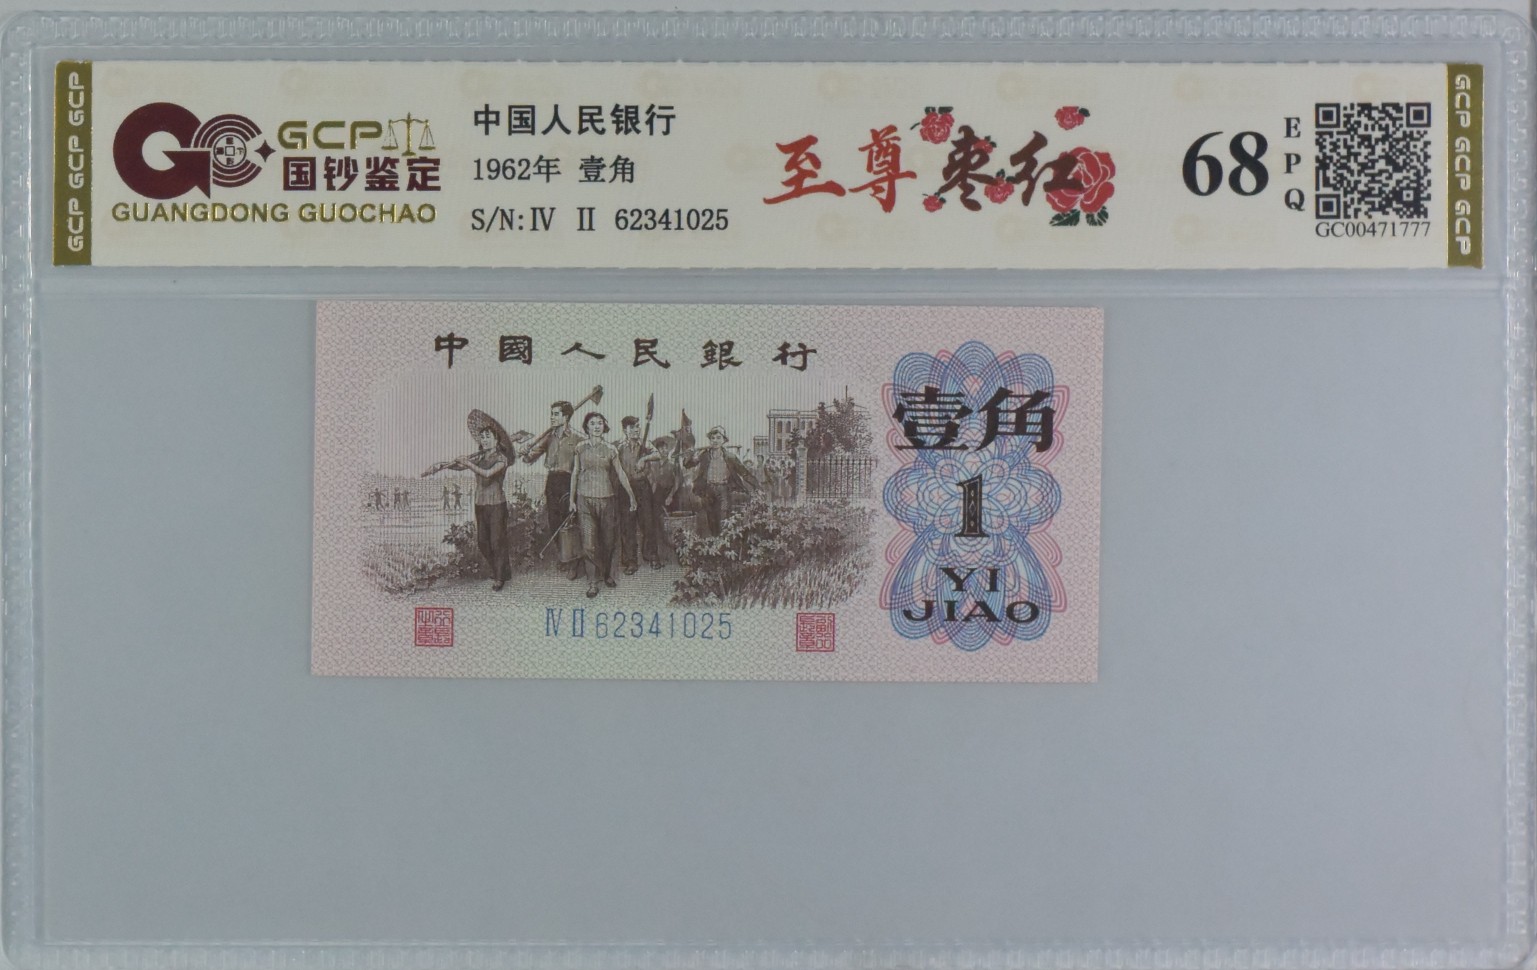 GCP GCP GCP
GCP
国钞鉴定
GUANGDONG GUOCHAO
中国人民银行
1962年 壹角
S/N: Ⅳ Ⅱ 62341025
至尊枣红
68
EPQ
GC00471777
GCP GCP GCP
中國人民銀行
壹角
1
YI
JIAO
Ⅳ Ⅱ 62341025